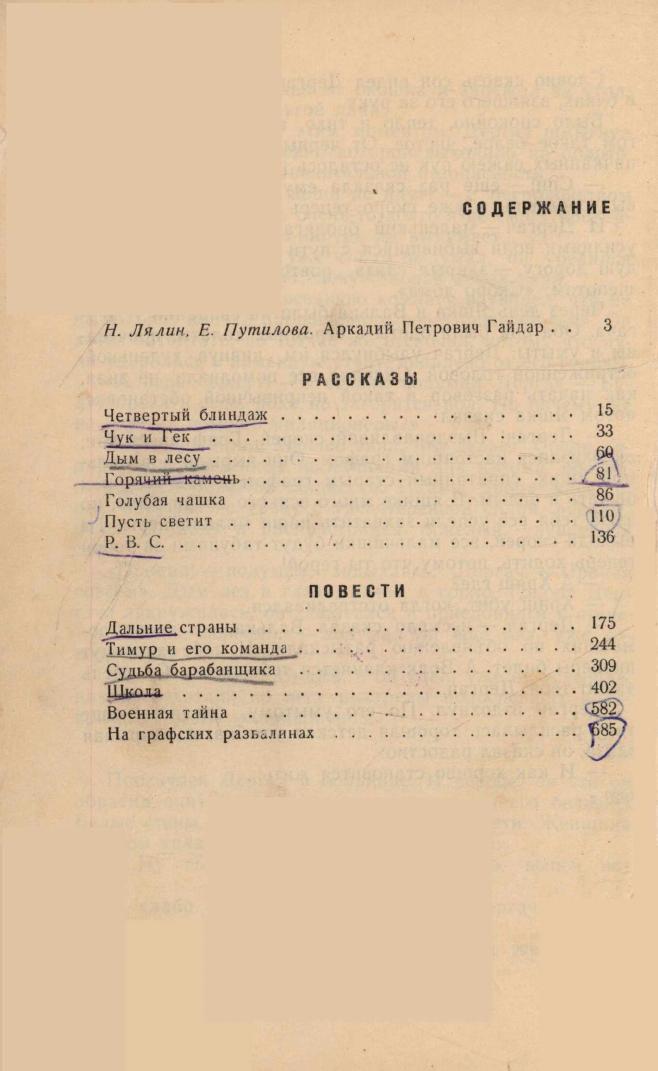 СОДЕРЖАНИЕ
Н. Лялин, Е. Путилова. Аркадий Петрович Гайдар . . 3
РАССКАЗЫ
Четвертый блиндаж . . . . . . . . . . . . . . . . 15
Чук и Гек . . . . . . . . . . . . . . . . . . . . 33
Дым в лесу . . . . . . . . . . . . . . . . . . . 60
Горячий камень . . . . . . . . . . . . . . . . . 81
Голубая чашка . . . . . . . . . . . . . . . . . . 86
Пусть светит . . . . . . . . . . . . . . . . . . 110
Р. В. С. . . . . . . . . . . . . . . . . . . . . 136
ПОВЕСТИ
Дальние страны . . . . . . . . . . . . . . . . . 175
Тимур и его команда . . . . . . . . . . . . . . . 244
Судьба барабанщика . . . . . . . . . . . . . . . 309
Школа . . . . . . . . . . . . . . . . . . . . . . 402
Военная тайна . . . . . . . . . . . . . . . . . . 582
На графских развалинах . . . . . . . . . . . . . 685